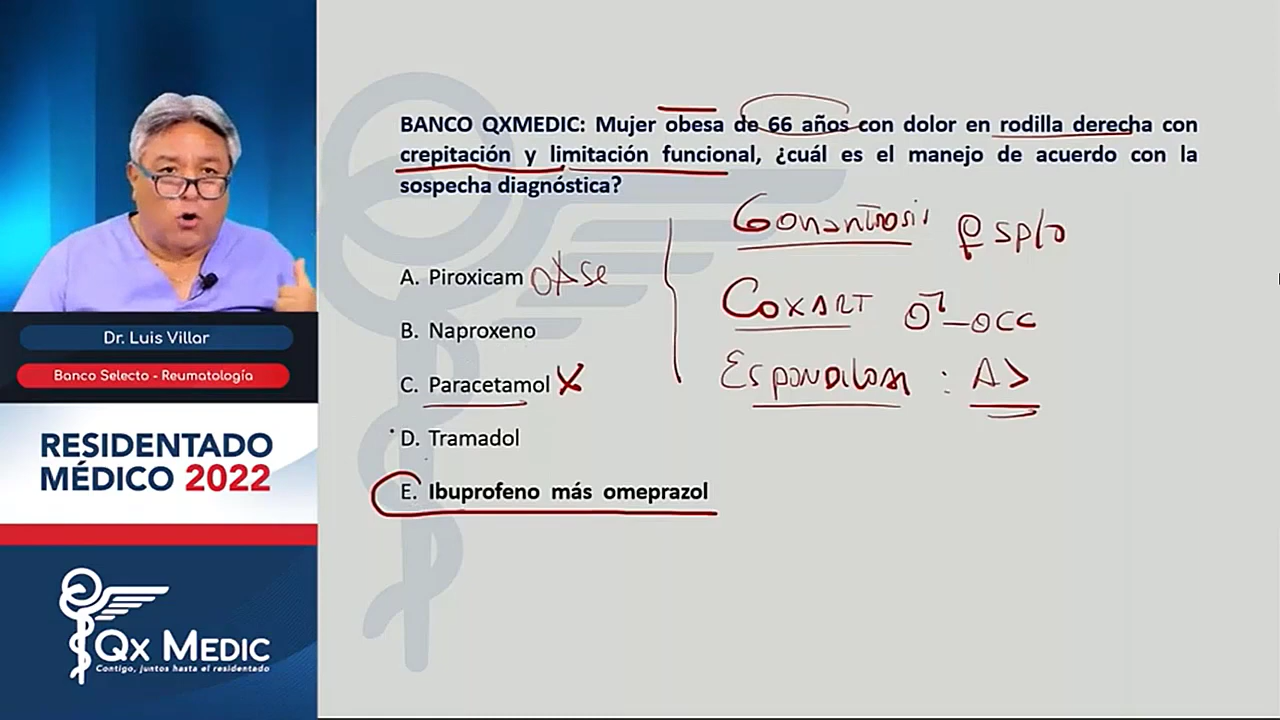 BANCO QXMEDIC: Mujer obesa de 66 años con dolor en rodilla derecha con
crepitación y limitación funcional, ¿cuál es el manejo de acuerdo con la
sospecha diagnóstica?
A. Piroxicam
B. Naproxeno
C. Paracetamol X
D. Tramadol
E. Ibuprofeno más omeprazol
♀
COXART ♂-OCC
: A>
Dr. Luis Villar
Banco Selecto - Reumatología
RESIDENTADO
MÉDICO 2022
QX MEDIC
Contigo, juntos hasta el residentado